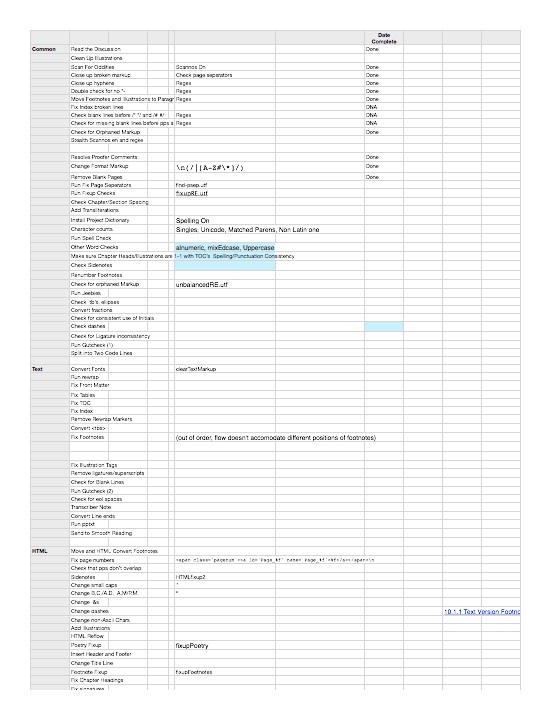 Date
Complete
Common Read the Discussion Done
Clean Up Illustrations
Scan For Oddities Scannos On Done
Close up broken markup Check page seperators Done
Close up hyphens Regex Done
Double check for no *- Regex Done
Move Footnotes and Illustrations to Paragr Regex Done
Fix Index broken lines DNA
Check blank lines before /* */ and /# #/ Regex DNA
Check for missing blank lines before pps a Regex DNA
Check for Orphaned Markup Done
Stealth Scannos en and regex
Resolve Proofer Comments Done
Change Format Markup \n(/|[A-Z#\*]/) Done
Remove Blank Pages Done
Run Fix Page Separators find-psep.utf
Run Fixup Checks fixupRE.utf
Check Chapter/Section Spacing
Add Transliterations
Install Project Dictionary Spelling On
Character counts Singles, Unicode, Matched Parens, Non Latin one
Run Spell Check
Other Word Checks alnumeric, mixEdcase, Uppercase
Make sure Chapter Heads/Illustrations are 1-1 with TOC's Spelling/Punctuation Consistency
Check Sidenotes
Renumber Footnotes
Check for orphaned Markup unbalancedRE.utf
Run Jeebies
Check tb's, elipses
Convert fractions
Check for consistent use of Initials
Check dashes
Check for Ligature inconsistency
Run Gutcheck (1)
Split into Two Code Lines
Text Convert Fonts clearTextMarkup
Run rewrap
Fix Front Matter
Fix Tables
Fix TOC
Fix Index
Remove Rewrap Markers
Convert <tbs>
Fix Footnotes (out of order, flow doesn't accomodate different positions of footnotes)
Fix Illustration Tags
Remove ligatures/superscripts
Check for Blank Lines
Run Gutcheck (2)
Check for eol spaces
Transcriber Note
Convert Line ends
Run pptxt
Send to Smooth Reading
HTML Move and HTML Convert Footnotes
Fix page numbers
Check that pps don't overlap
Sidenotes HTMLfixup2
Change small caps "
Change B.C./A.D. A.M/P.M. "
Change &s
Change dashes 10.1.1 Text Version Footno
Change non-Ascii Chars
Add Illustrations
HTML Reflow
Poetry Fixup fixupPoetry
Insert Header and Footer
Change Title Line
Footnote Fixup fixupFootnotes
Fix Chapter Headings
Fix signatures